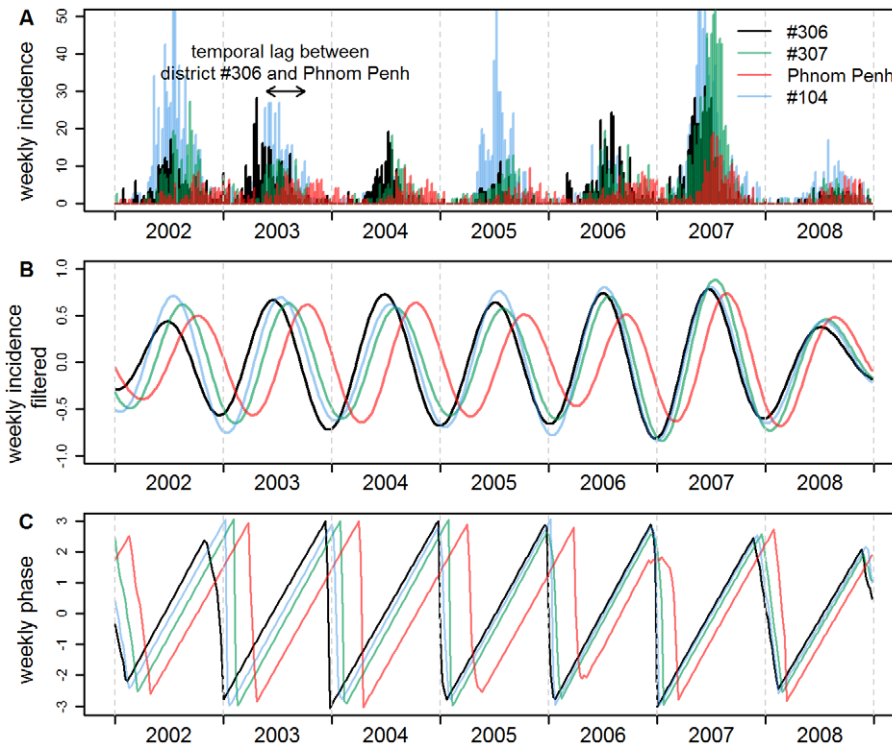 A
weekly incidence
50
40
30
20
10
0
temporal lag between
district #306 and Phnom Penh
#306
#307
Phnom Penh
#104
2002 2003 2004 2005 2006 2007 2008
B
weekly incidence
filtered
1.0
0.5
0.0
-0.5
-1.0
2002 2003 2004 2005 2006 2007 2008
C
weekly phase
3
2
1
0
-1
-2
-3
2002 2003 2004 2005 2006 2007 2008